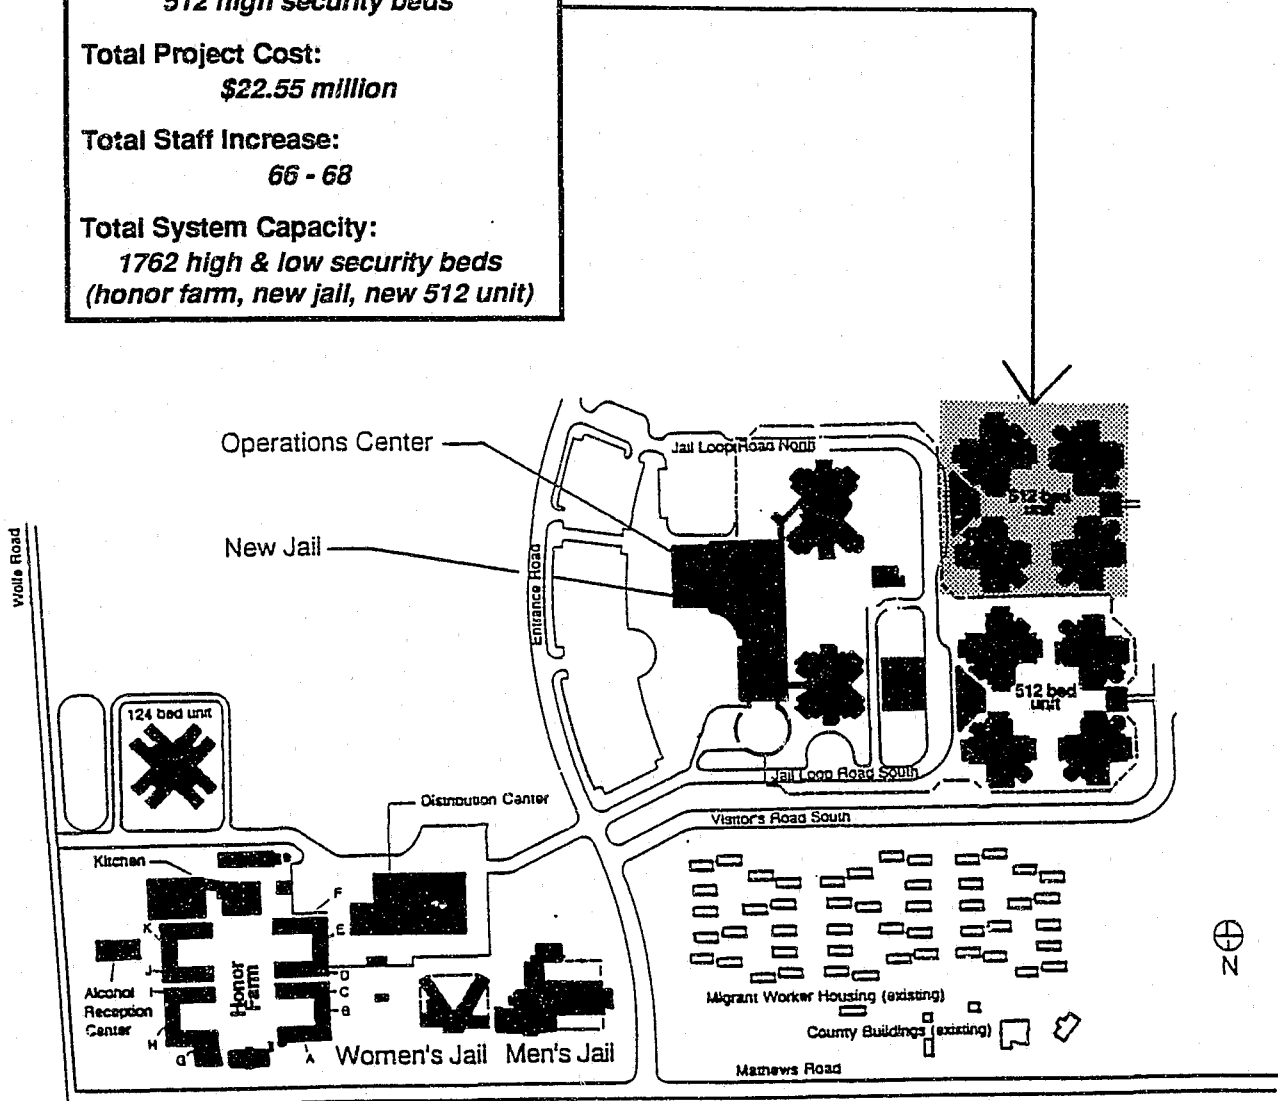 512 high security beds
Total Project Cost:
$22.55 million
Total Staff Increase:
66 - 68
Total System Capacity:
1762 high & low security beds
(honor farm, new jail, new 512 unit)
Operations Center
Jail Loop Road North
512 bed
unit
New Jail
Wolfe Road
Entrance Road
512 bed
unit
124 bed unit
Jail Loop Road South
Distribution Center
Visitor's Road South
Kitchen
F
K
E
J
D
I
C
B
H
G
A
Honor
Farm
Alcohol
Reception
Center
Women's Jail
Men's Jail
Migrant Worker Housing (existing)
County Buildings (existing)
Mathews Road
N